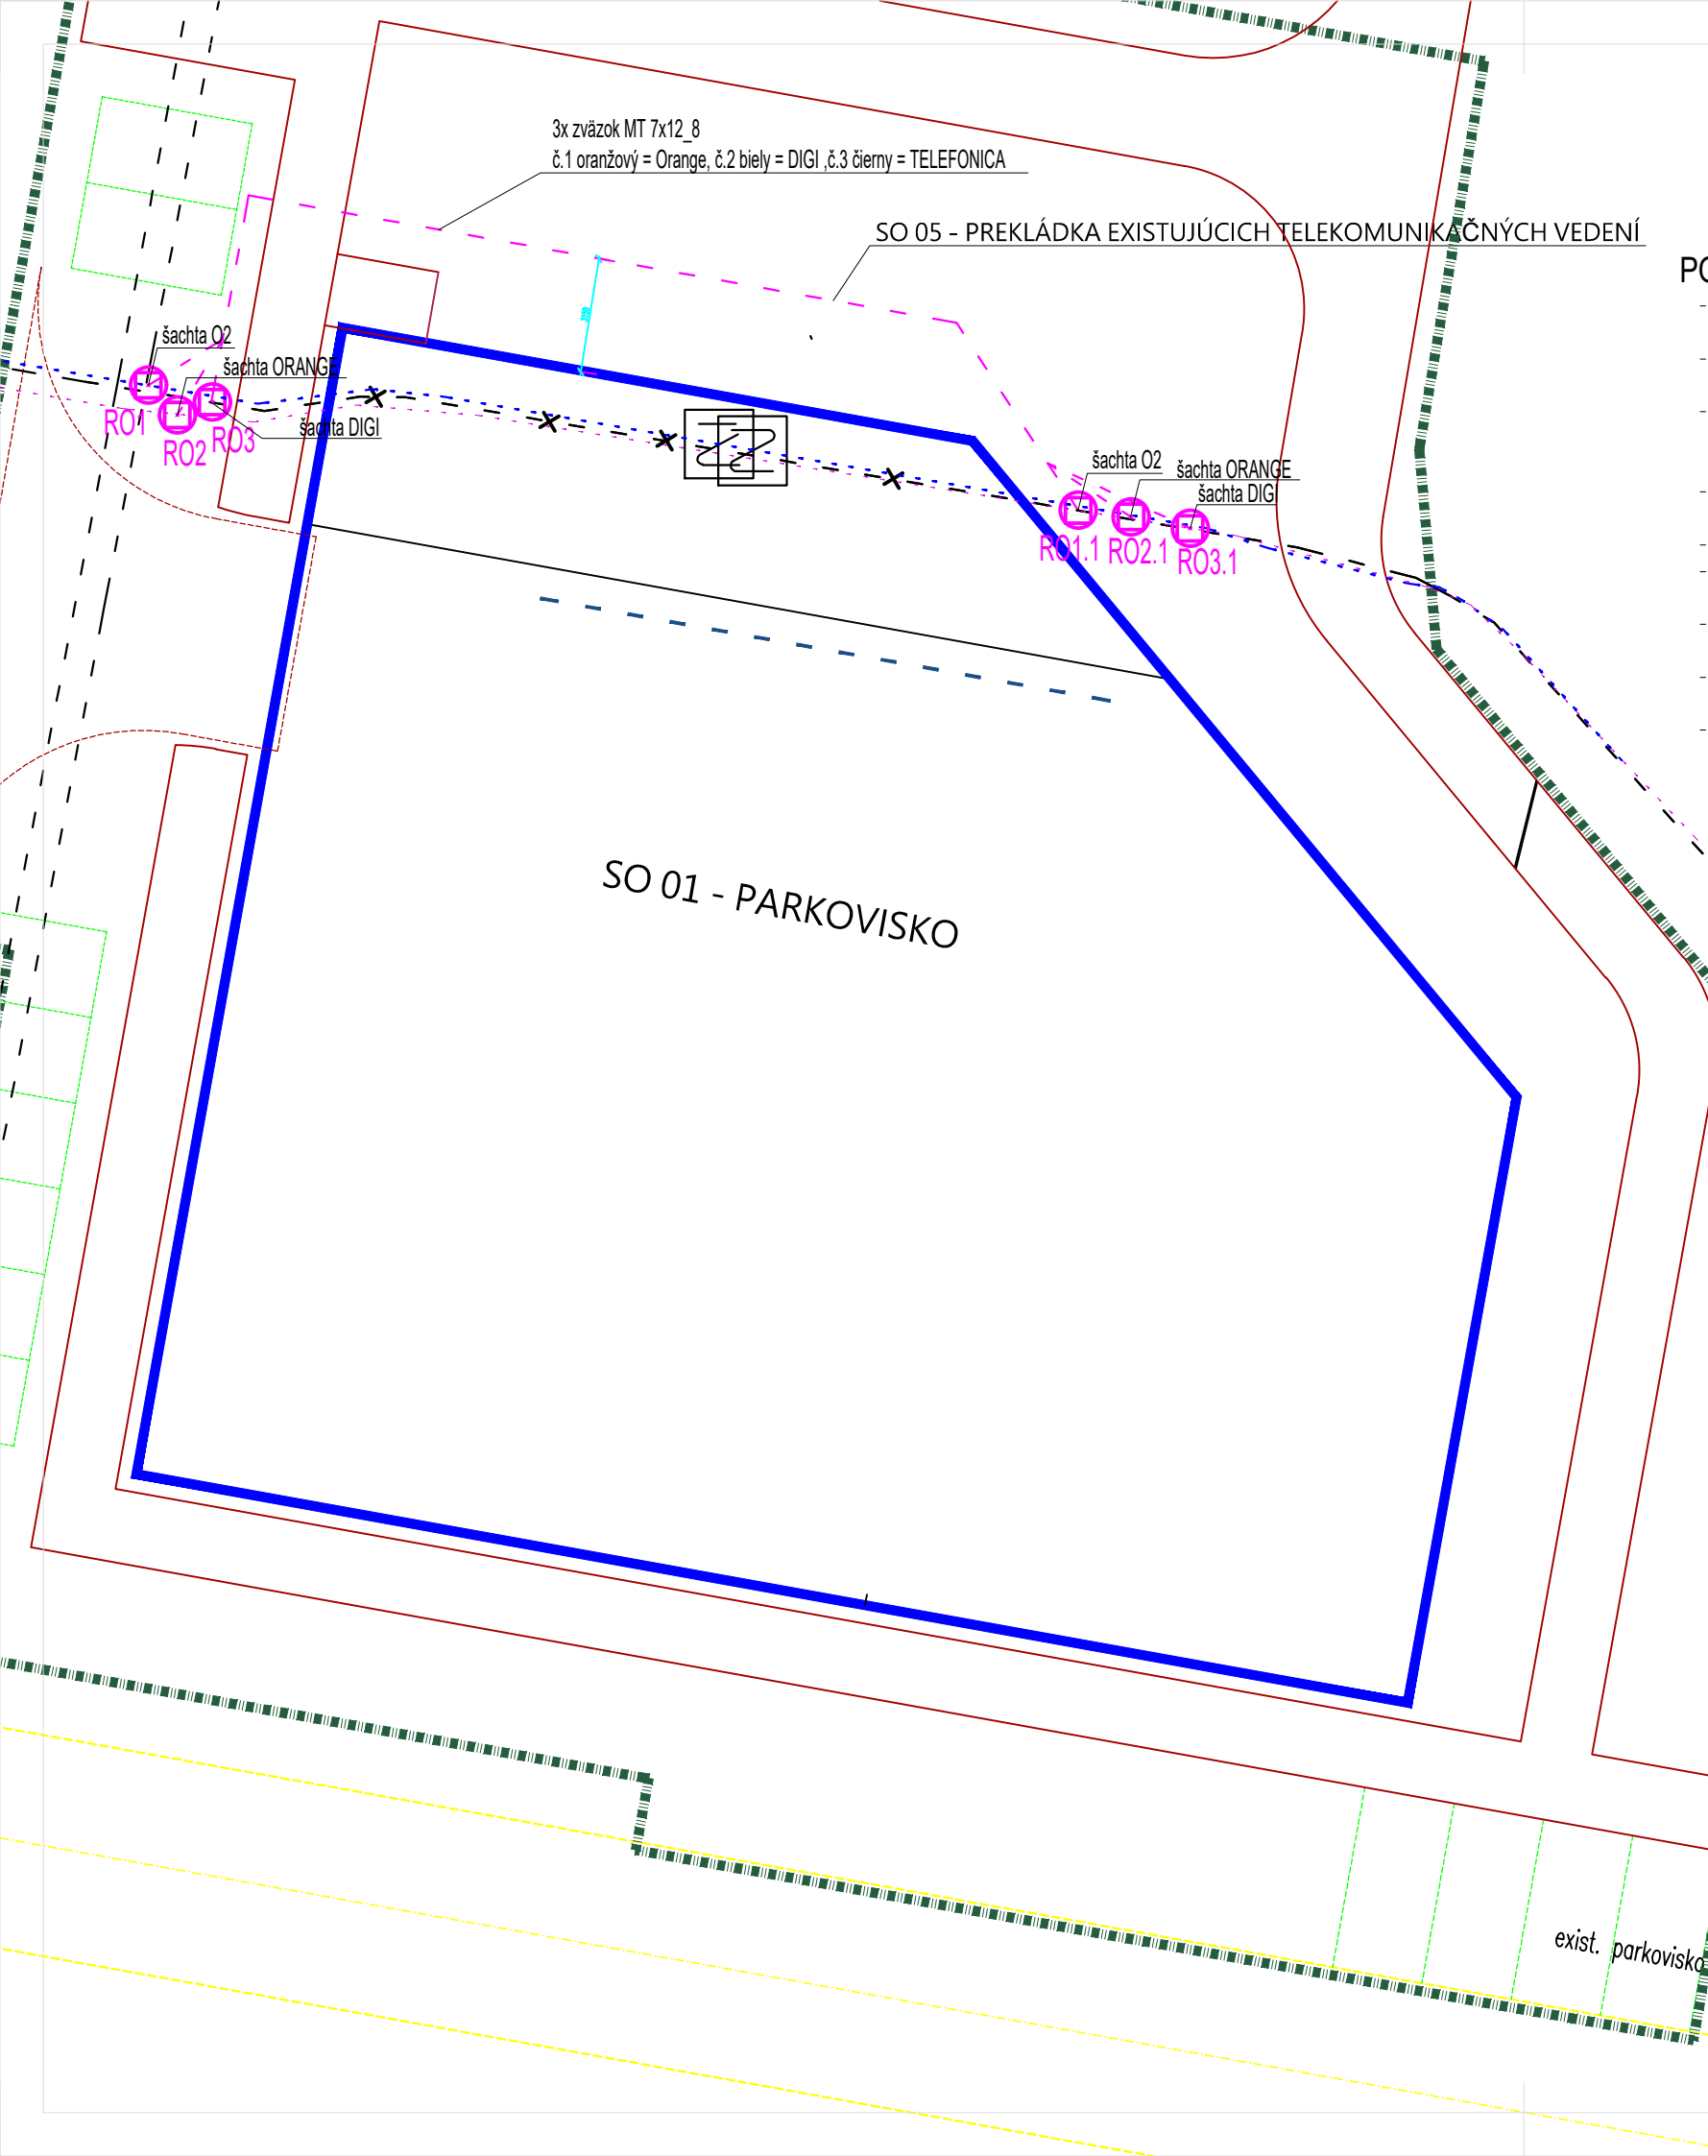 3x zväzok MT 7x12_8
č.1 oranžový = Orange, č.2 biely = DIGI ,č.3 čierny = TELEFONICA
SO 05 - PREKLÁDKA EXISTUJÚCICH TELEKOMUNIKAČNÝCH VEDENÍ
PO
šachta O2
šachta ORANGE
šachta DIGI
RO1
RO2
RO3
šachta O2
šachta ORANGE
šachta DIGI
RO1.1
RO2.1
RO3.1
SO 01 - PARKOVISKO
exist. parkovisko